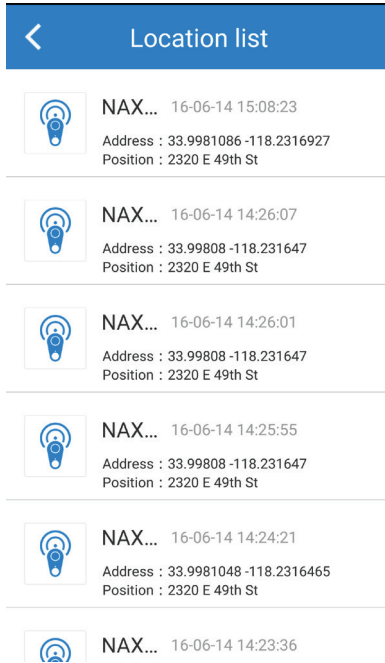 Location list
NAX... 16-06-14 15:08:23
Address : 33.9981086 -118.2316927
Position : 2320 E 49th St
NAX... 16-06-14 14:26:07
Address : 33.99808 -118.231647
Position : 2320 E 49th St
NAX... 16-06-14 14:26:01
Address : 33.99808 -118.231647
Position : 2320 E 49th St
NAX... 16-06-14 14:25:55
Address : 33.99808 -118.231647
Position : 2320 E 49th St
NAX... 16-06-14 14:24:21
Address : 33.9981048 -118.2316465
Position : 2320 E 49th St
NAX... 16-06-14 14:23:36